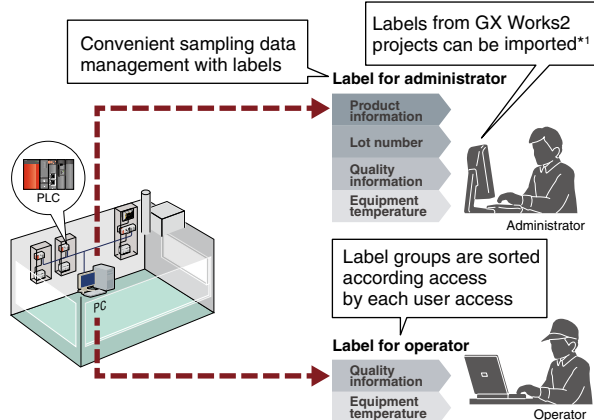 Convenient sampling data
management with labels
Labels from GX Works2
projects can be imported*1
Label for administrator
Product
information
Lot number
Quality
information
Equipment
temperature
Administrator
PLC
PC
Label groups are sorted
according access
by each user access
Label for operator
Quality
information
Equipment
temperature
Operator